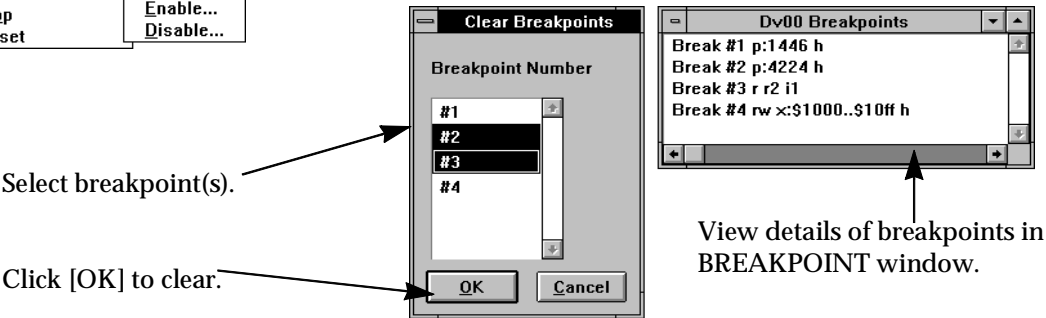 Enable...
Disable...
Clear Breakpoints
Breakpoint Number
#1
#2
#3
#4
OK
Cancel
Dv00 Breakpoints
Break #1 p:1446 h
Break #2 p:4224 h
Break #3 r r2 i1
Break #4 rw x:$1000..$10ff h
Select breakpoint(s).
Click [OK] to clear.
View details of breakpoints in
BREAKPOINT window.